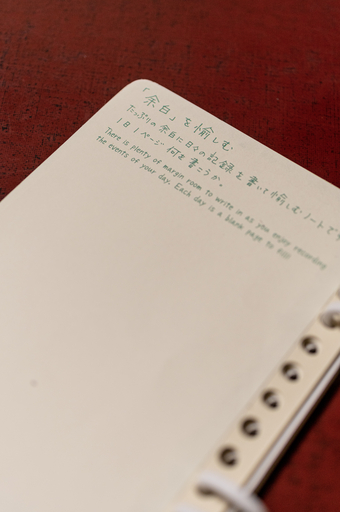 「余白」を愉しむ
たっぷりの余白に日々の記録を書いて愉しむノートです
1日1ページ 何を書こうか。
There is plenty of margin room to write in as you enjoy recording
the events of your day. Each day is a blank page to fill.